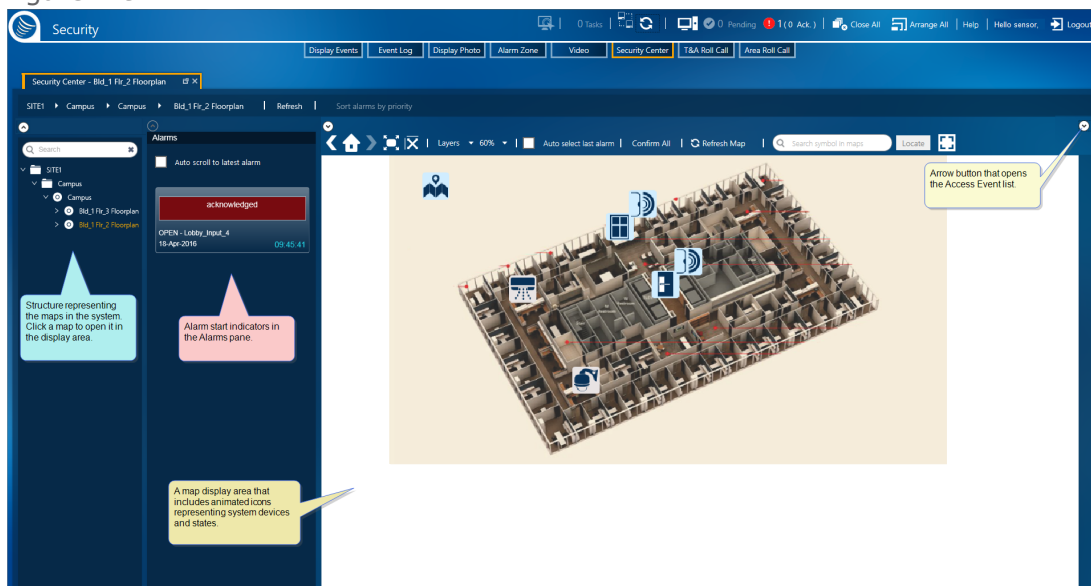 Security
0 Tasks
0 Pending
1 ( 0 Ack. )
Close All
Arrange All
Help
Hello sensor,
Logout
Display Events
Event Log
Display Photo
Alarm Zone
Video
Security Center
T&A Roll Call
Area Roll Call
Security Center - Bld_1 Flr_2 Floorplan
SITE1
Campus
Campus
Bld_1 Flr_2 Floorplan
Refresh
Sort alarms by priority
Search
SITE1
Campus
Campus
Bld_1 Flr_3 Floorplan
Bld_1 Flr_2 Floorplan
Structure representing
the maps in the system.
Click a map to open it in
the display area.
Alarms
Auto scroll to latest alarm
acknowledged
OPEN - Lobby_Input_4
18-Apr-2016
09:45:41
Alarm start indicators in
the Alarms pane.
Layers
60%
Auto select last alarm
Confirm All
Refresh Map
Search symbol in maps
Locate
Arrow button that opens
the Access Event list.
A map display area that
includes animated icons
representing system devices
and states.